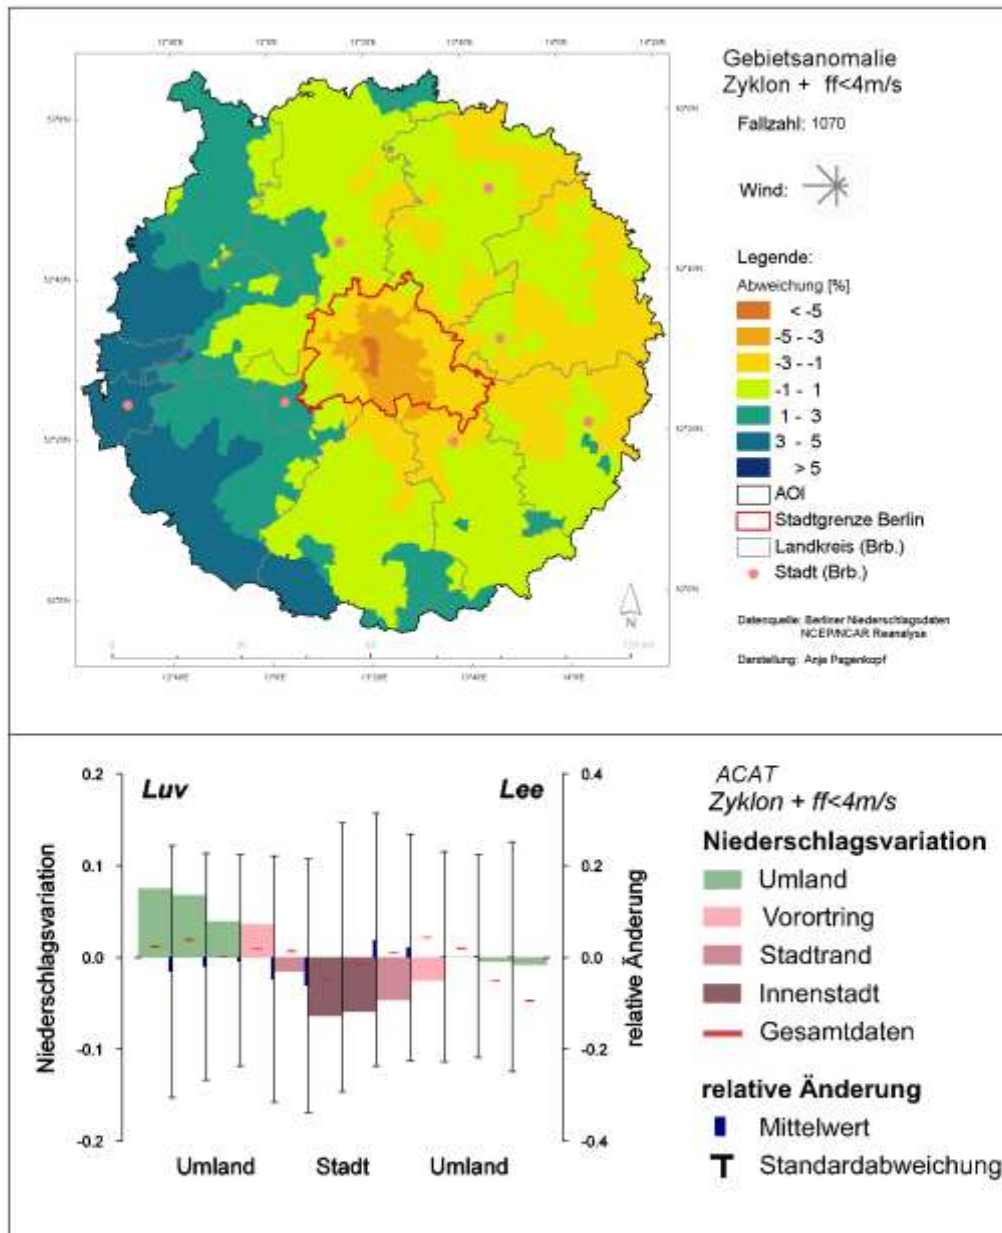 Gebietsanomalie
Zyklon + ff<4m/s
Fallzahl: 1070
Wind:
Legende:
Abweichung [%]
< -5
-5 - -3
-3 - -1
-1 - 1
1 - 3
3 - 5
> 5
AOI
Stadtgrenze Berlin
Landkreis (Brb.)
Stadt (Brb.)
N
Datenquelle: Berliner Niederschlagsdaten
NCEP/NCAR Reanalyse
Darstellung: Anja Pagenkopf
0.2
0.1
0.0
-0.1
-0.2
Niederschlagsvariation
Luv
Lee
0.4
0.2
0.0
-0.2
-0.4
relative Änderung
Umland
Stadt
Umland
ACAT
Zyklon + ff<4m/s
Niederschlagsvariation
Umland
Vorortring
Stadtrand
Innenstadt
Gesamtdaten
relative Änderung
Mittelwert
Standardabweichung